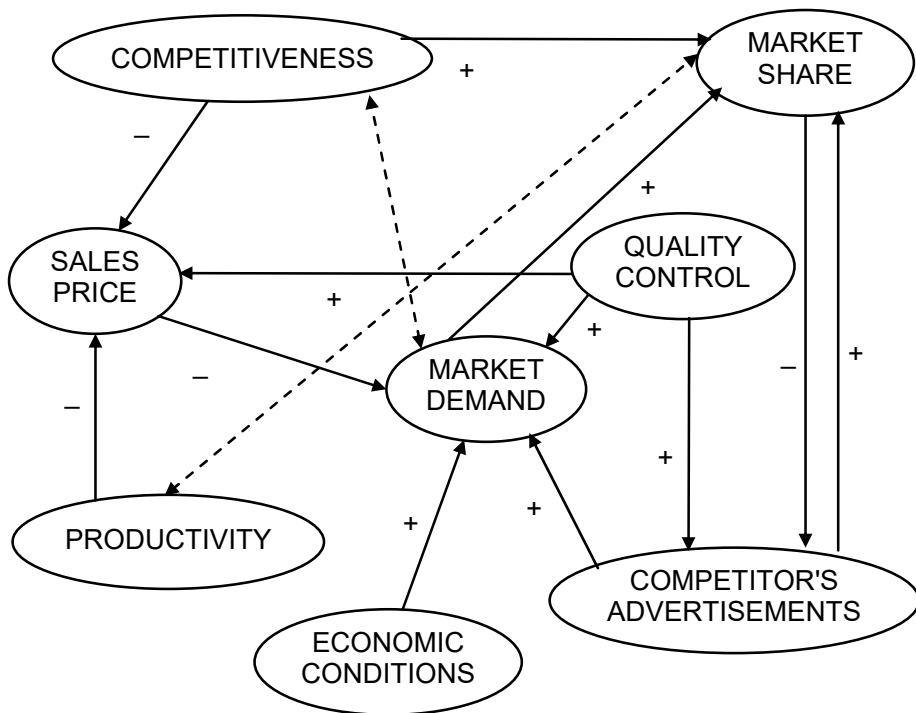 COMPETITIVENESS
+
MARKET
SHARE
–
+
SALES
PRICE
QUALITY
CONTROL
+
+
–
MARKET
DEMAND
–
+
–
+
+
+
PRODUCTIVITY
COMPETITOR'S
ADVERTISEMENTS
ECONOMIC
CONDITIONS